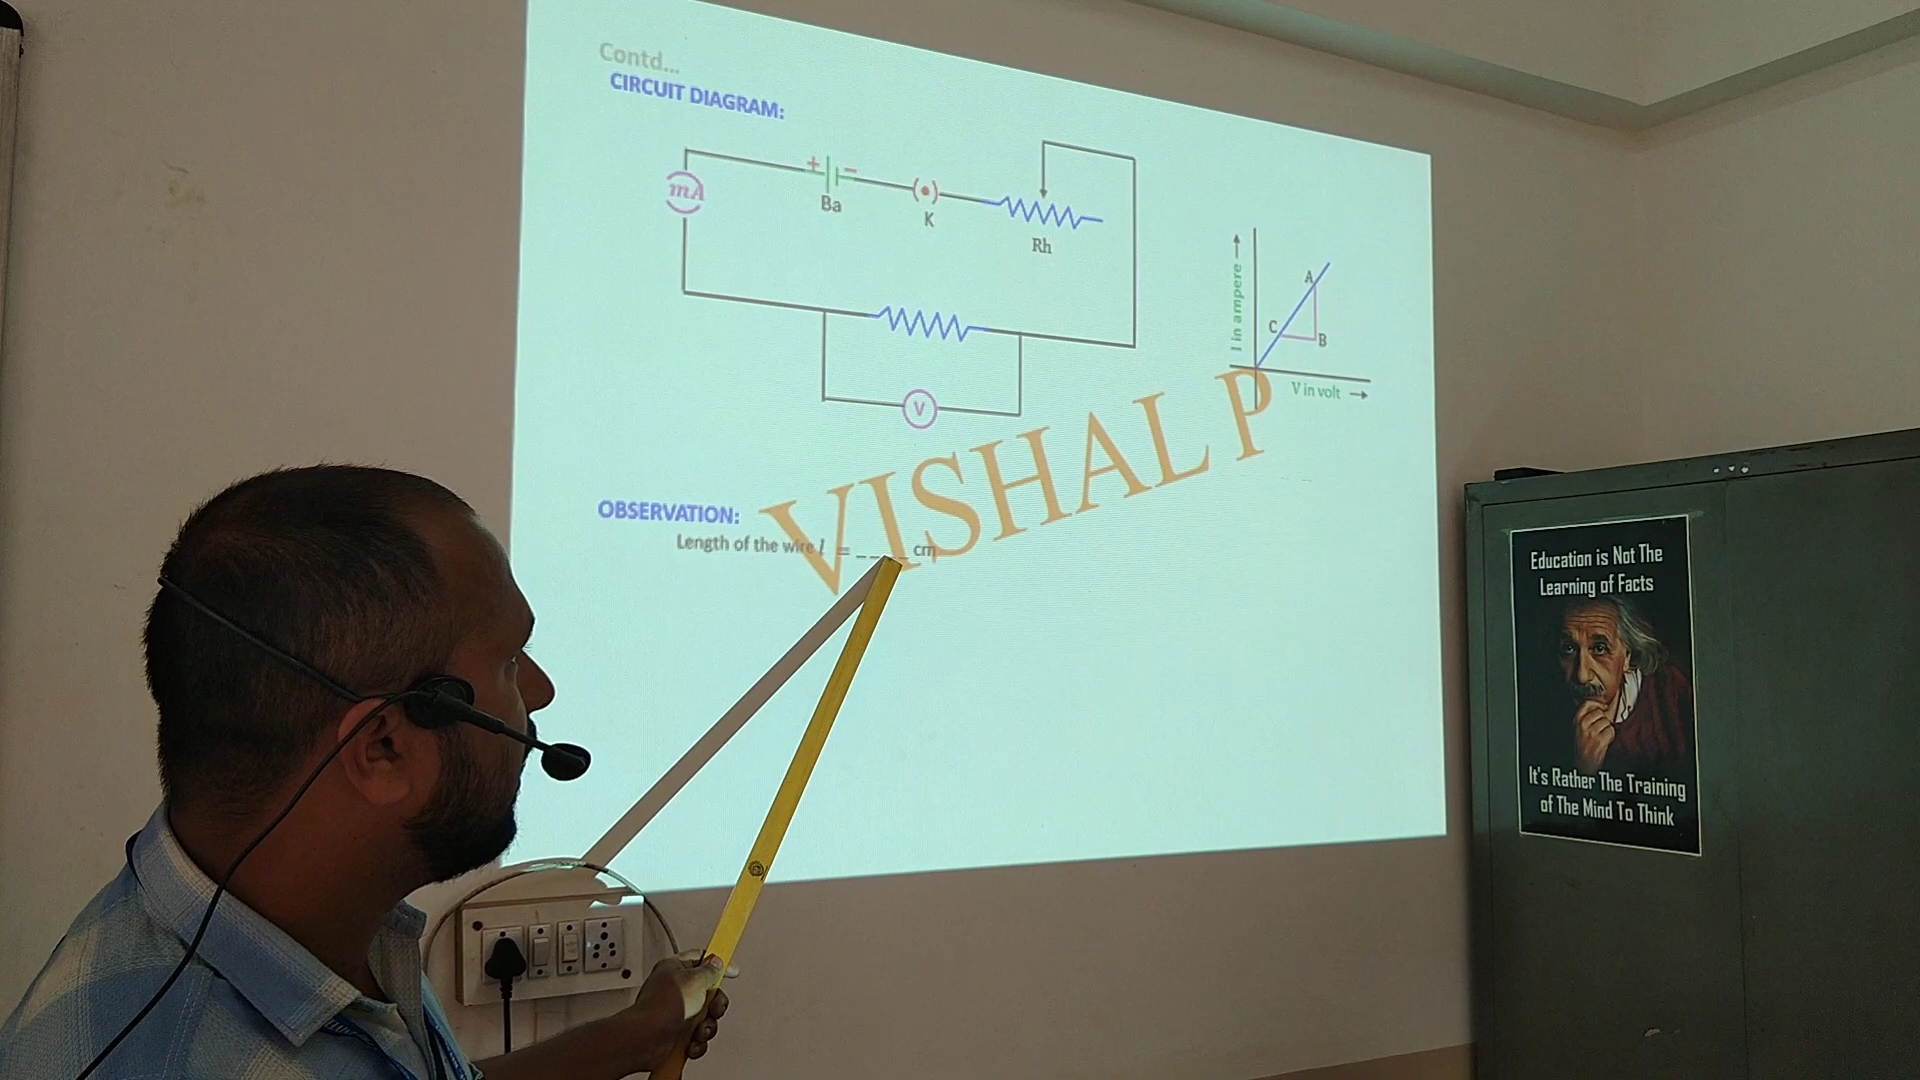 Contd...
CIRCUIT DIAGRAM:
mA
+ −
Ba
K
Rh
V
I in ampere
A
C
B
V in volt
VISHAL P
OBSERVATION:
Length of the wire l = _ _ _ _ cm
Education is Not The
Learning of Facts
It's Rather The Training
of The Mind To Think